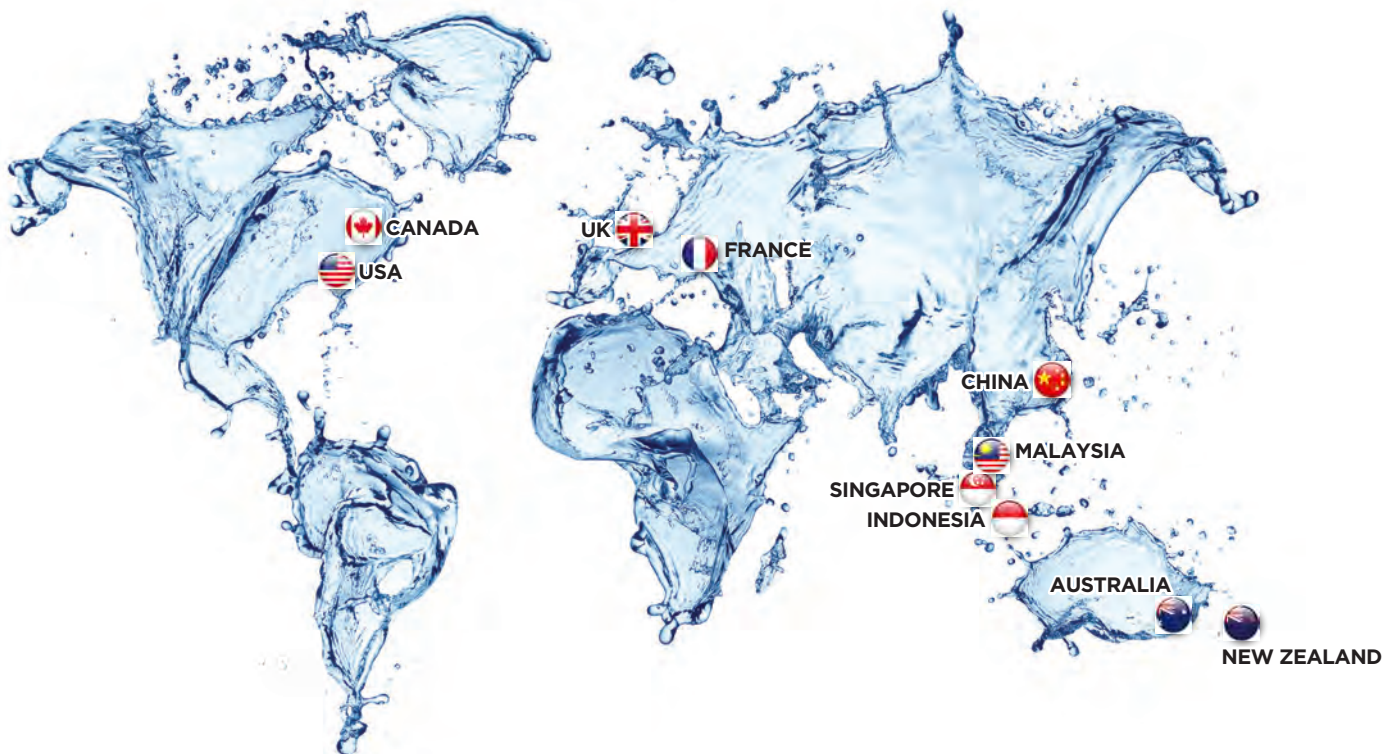 CANADA
USA
UK
FRANCE
CHINA
MALAYSIA
SINGAPORE
INDONESIA
AUSTRALIA
NEW ZEALAND